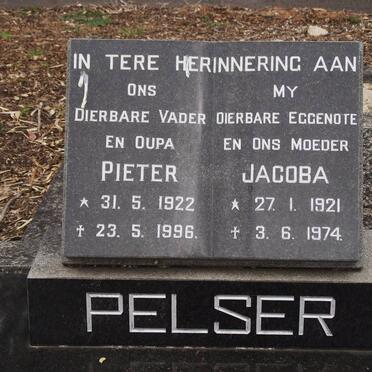 IN TERE HERINNERING AAN
ONS
DIERBARE VADER
EN OUPA
PIETER
* 31. 5. 1922
✝ 23. 5. 1996.
MY
DIERBARE EGGENOTE
EN ONS MOEDER
JACOBA
* 27. 1. 1921
✝ 3. 6. 1974.
PELSER